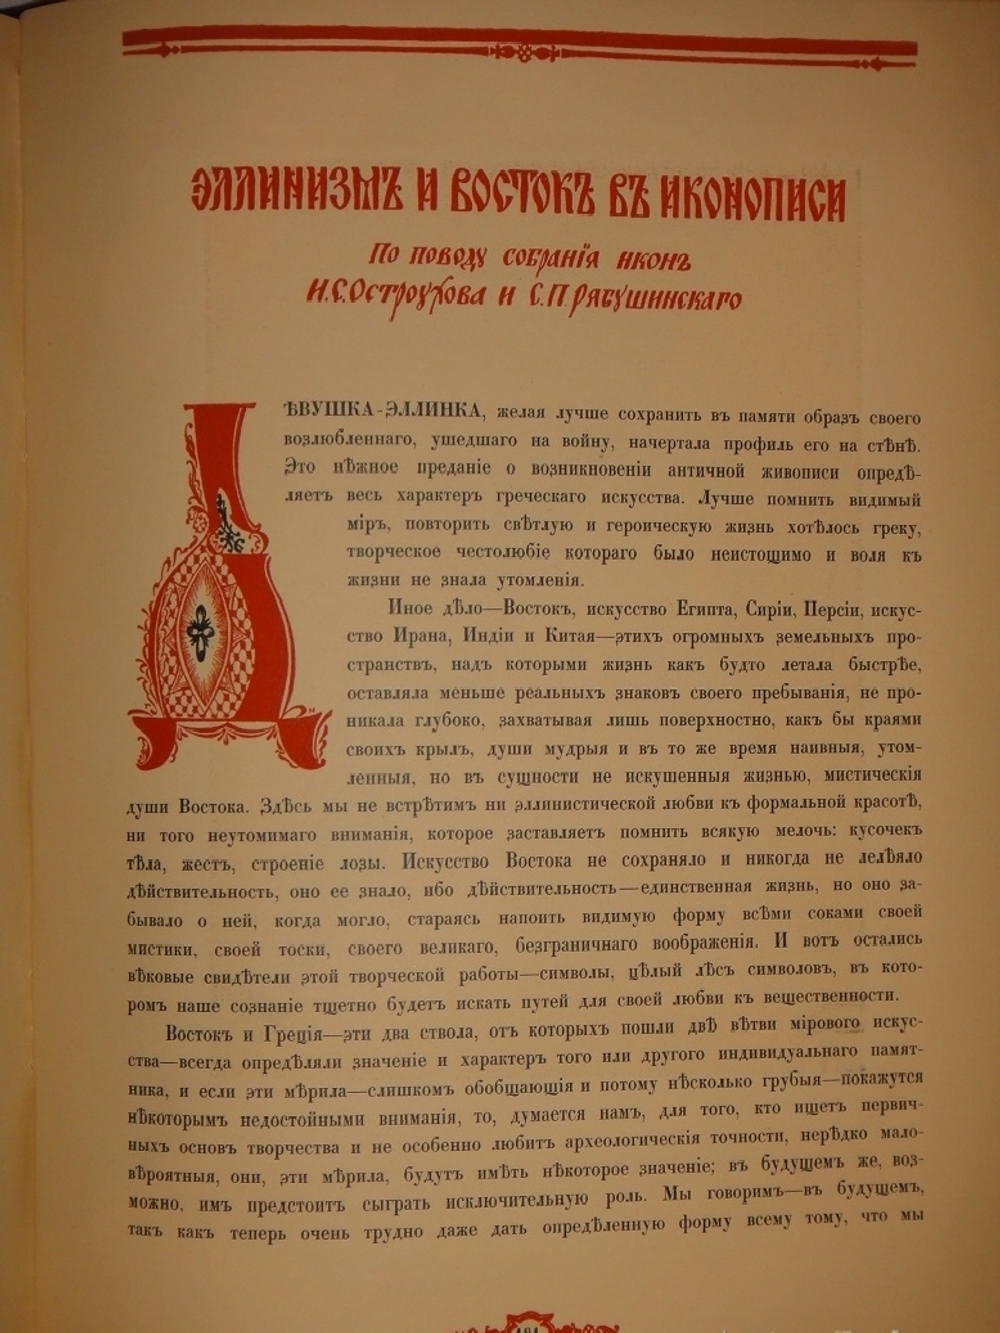 ЭЛЛИНИЗМЪ И ВОСТОКЪ ВЪ ИКОНОПИСИ
По поводу собранія икон
И.С.Остроухова и С.П.Рябушинскаго
ДѢВУШКА-ЭЛЛИНКА, желая лучше сохранить въ памяти образъ своего
возлюбленнаго, ушедшаго на войну, начертала профиль его на стѣнѣ.
Это нѣжное преданіе о возникновеніи античной живописи опредѣ-
ляетъ весь характеръ греческаго искусства. Лучше помнить видимый
міръ, повторить свѣтлую и героическую жизнь хотѣлось греку,
творческое честолюбіе котораго было неистощимо и воля къ
жизни не знала утомленія.
Иное дѣло—Востокъ, искусство Египта, Сиріи, Персіи, искус-
ство Ирана, Индіи и Китая—этихъ огромныхъ земельныхъ про-
странствъ, надъ которыми жизнь какъ будто летала быстрѣе,
оставляла меньше реальныхъ знаковъ своего пребыванія, не про-
никала глубоко, захватывая лишь поверхностно, какъ бы краями
своихъ крылъ, души мудрыя и въ то же время наивныя, утом-
ленныя, но въ сущности не искушенныя жизнью, мистическія
души Востока. Здѣсь мы не встрѣтимъ ни эллинистической любви къ формальной красотѣ,
ни того неутомимаго вниманія, которое заставляетъ помнить всякую мелочь: кусочекъ
тѣла, жестъ, строеніе лозы. Искусство Востока не сохраняло и никогда не лелѣяло
дѣйствительность, оно ее знало, ибо дѣйствительность—единственная жизнь, но оно за-
бывало о ней, когда могло, стараясь напоить видимую форму всѣми соками своей
мистики, своей тоски, своего великаго, безграничнаго воображенія. И вотъ остались
вѣковые свидѣтели этой творческой работы—символы, цѣлый лѣсъ символовъ, въ кото-
ромъ наше сознаніе тщетно будетъ искать путей для своей любви къ вещественности.
Востокъ и Греція—эти два ствола, отъ которыхъ пошли двѣ вѣтви мірового искус-
ства—всегда опредѣляли значеніе и характеръ того или другого индивидуальнаго памят-
ника, и если эти мѣрила—слишкомъ обобщающія и потому нѣсколько грубыя—покажутся
нѣкоторымъ недостойными вниманія, то, думается намъ, для того, кто ищетъ первич-
ныхъ основъ творчества и не особенно любитъ археологическія точности, нерѣдко мало-
вѣроятныя, они, эти мѣрила, будутъ имѣть нѣкоторое значеніе; въ будущемъ же, воз-
можно, имъ предстоитъ сыграть исключительную роль. Мы говоримъ—въ будущемъ,
такъ какъ теперь очень трудно даже дать опредѣленную форму всему тому, что мы